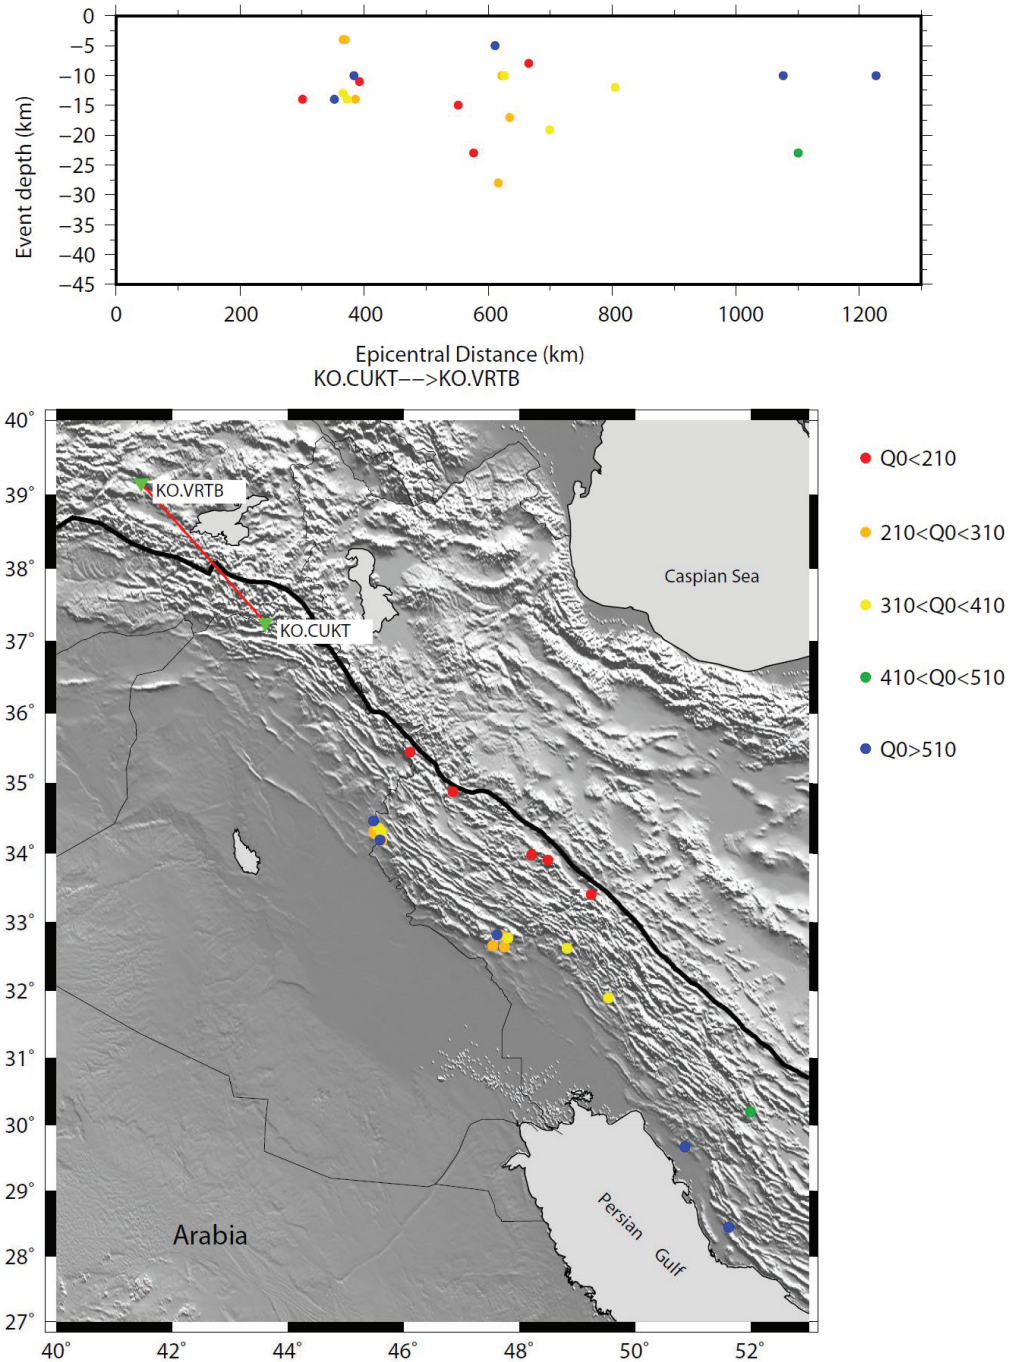 0
−5
−10
−15
−20
−25
−30
−35
−40
−45
Event depth (km)
0 200 400 600 800 1000 1200
Epicentral Distance (km)
KO.CUKT−−>KO.VRTB
40°
39°
38°
37°
36°
35°
34°
33°
32°
31°
30°
29°
28°
27°
KO.VRTB
KO.CUKT
Caspian Sea
Arabia
Persian Gulf
40° 42° 44° 46° 48° 50° 52°
Q0<210
210<Q0<310
310<Q0<410
410<Q0<510
Q0>510